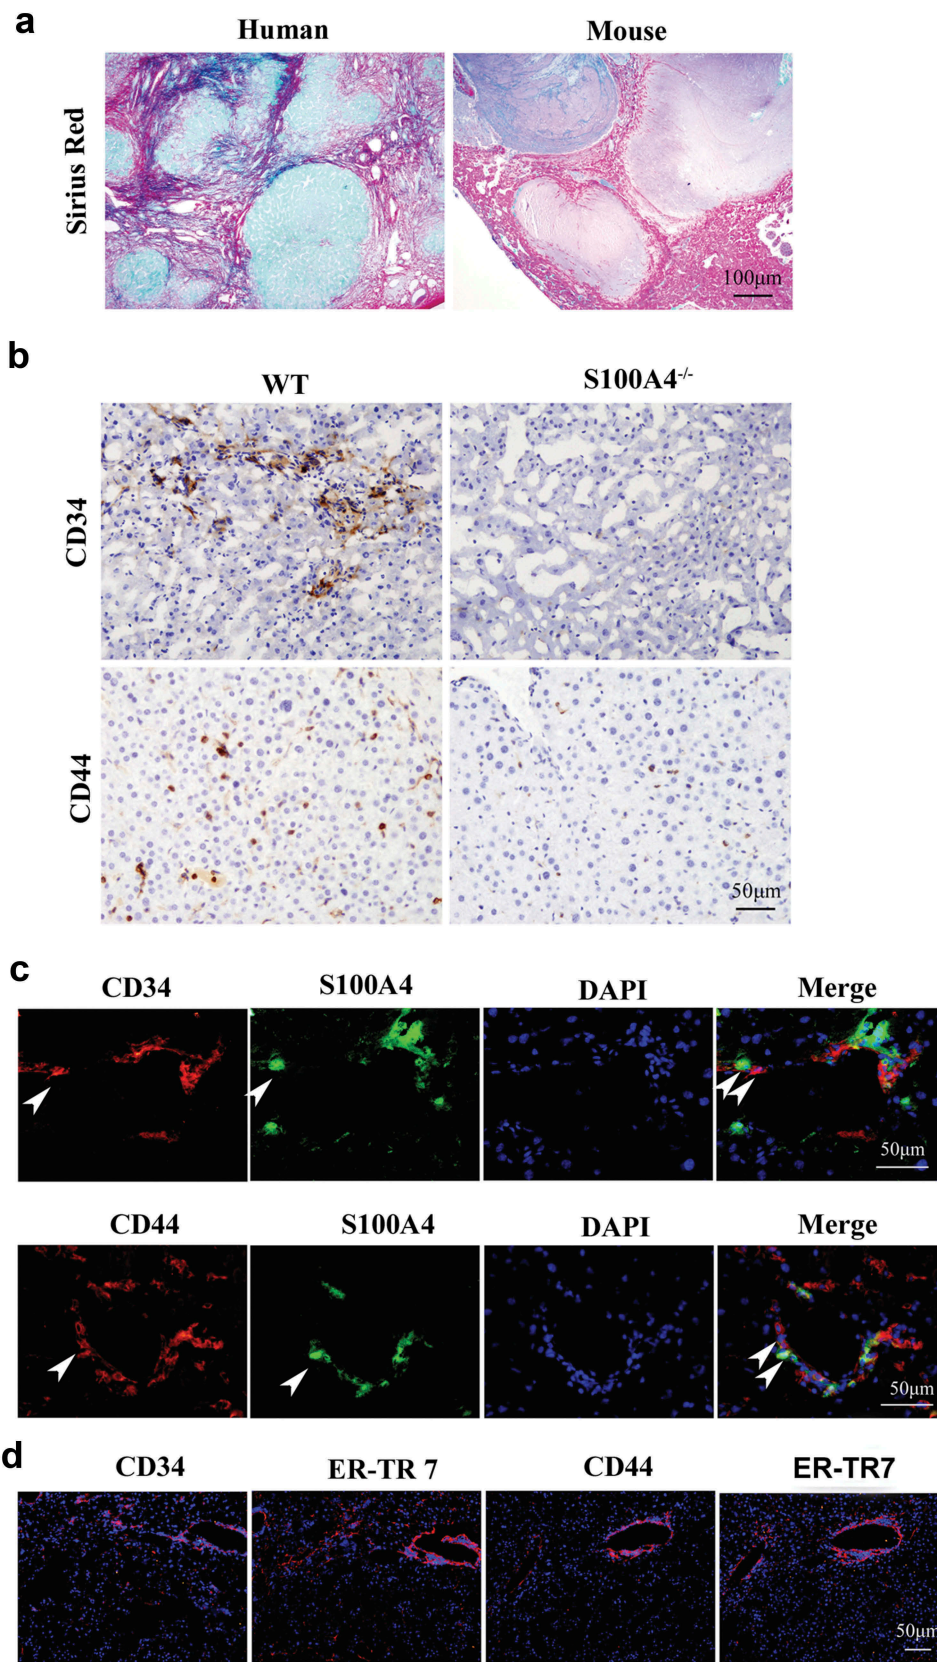 a
Human
Mouse
Sirius Red
100μm
b
WT
S100A4-/-
CD34
CD44
50μm
c
CD34
S100A4
DAPI
Merge
50μm
CD44
S100A4
DAPI
Merge
50μm
d
CD34
ER-TR 7
CD44
ER-TR7
50μm